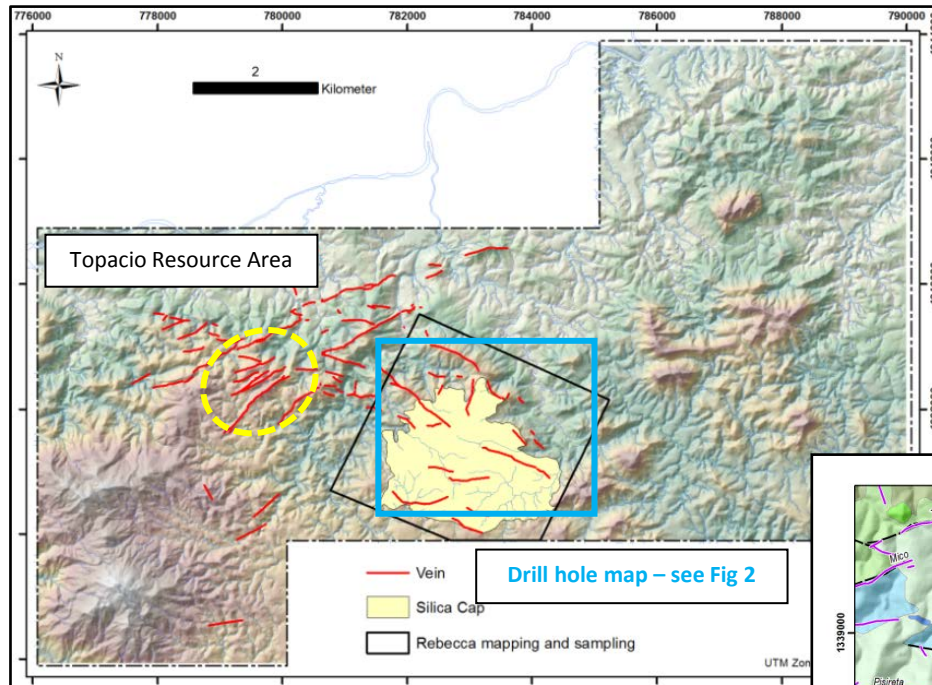 776000 778000 780000 782000 784000 786000 788000 790000
N
2
Kilometer
Topacio Resource Area
Vein
Drill hole map – see Fig 2
Silica Cap
Rebecca mapping and sampling
UTM Zon
Mico
1339000
Pisireta